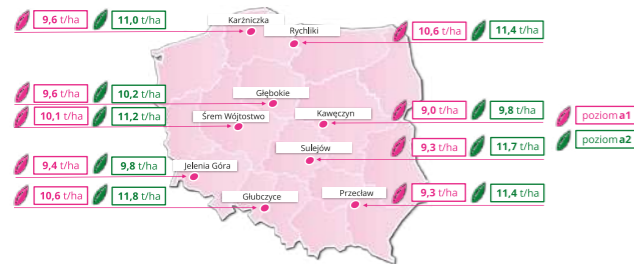 9,6 t/ha 11,0 t/ha Karżniczka
Rychliki 10,6 t/ha 11,4 t/ha
9,6 t/ha 10,2 t/ha Głębokie
10,1 t/ha 11,2 t/ha Śrem Wójtostwo
Kawęczyn 9,0 t/ha 9,8 t/ha
Sulejów 9,3 t/ha 11,7 t/ha
9,4 t/ha 9,8 t/ha Jelenia Góra
10,6 t/ha 11,8 t/ha Głubczyce
Przecław 9,3 t/ha 11,4 t/ha
poziom a1
poziom a2